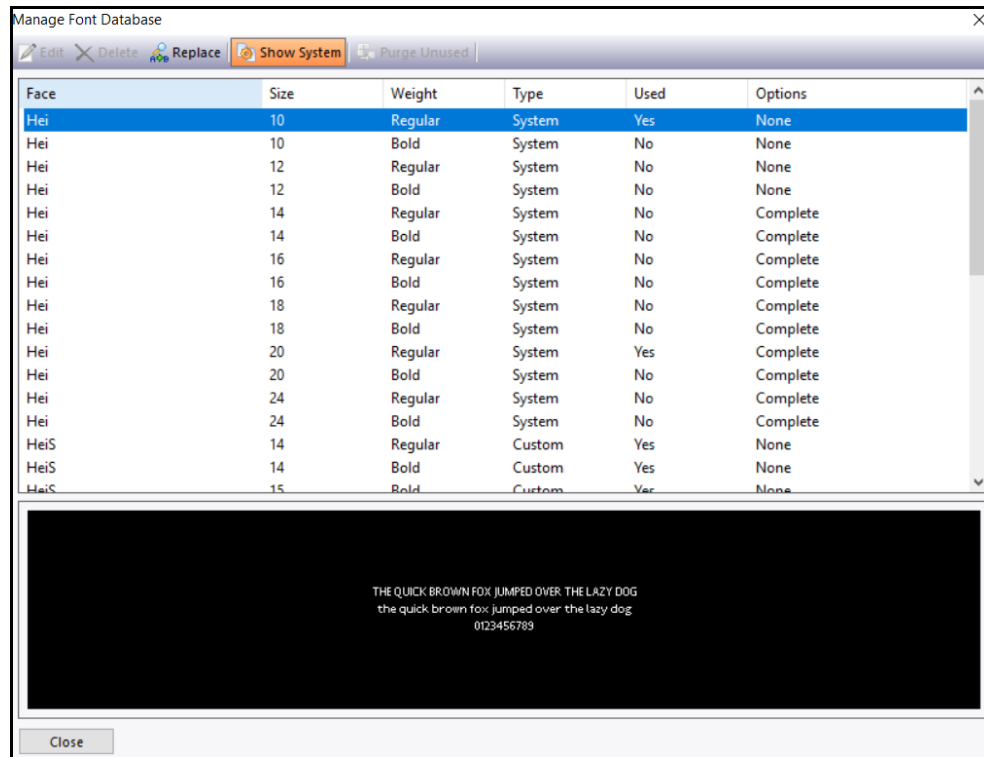 Manage Font Database
Edit Delete Replace Show System Purge Unused
Face Size Weight Type Used Options
Hei 10 Regular System Yes None
Hei 10 Bold System No None
Hei 12 Regular System No None
Hei 12 Bold System No None
Hei 14 Regular System No Complete
Hei 14 Bold System No Complete
Hei 16 Regular System No Complete
Hei 16 Bold System No Complete
Hei 18 Regular System No Complete
Hei 18 Bold System No Complete
Hei 20 Regular System Yes Complete
Hei 20 Bold System No Complete
Hei 24 Regular System No Complete
Hei 24 Bold System No Complete
HeiS 14 Regular Custom Yes None
HeiS 14 Bold Custom Yes None
HeiS 15 Bold Custom Yes None
THE QUICK BROWN FOX JUMPED OVER THE LAZY DOG
the quick brown fox jumped over the lazy dog
0123456789
Close